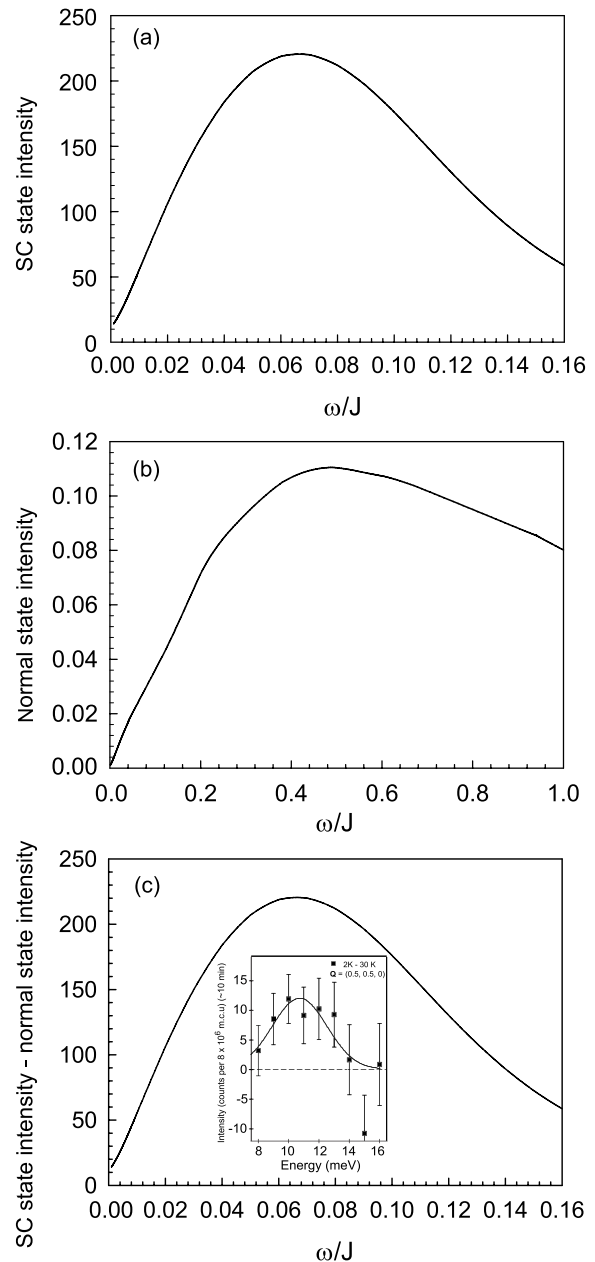 (a)
250
200
150
100
50
0
SC state intensity
0.00 0.02 0.04 0.06 0.08 0.10 0.12 0.14 0.16
ω/J
(b)
0.12
0.10
0.08
0.06
0.04
0.02
0.00
Normal state intensity
0.0 0.2 0.4 0.6 0.8 1.0
ω/J
(c)
250
200
150
100
50
0
SC state intensity - normal state intensity
2K - 30 K
Q = (0.5, 0.5, 0)
15
10
5
0
-5
-10
Intensity (counts per 8 x 10⁶ m.c.u) (~10 min)
8 10 12 14 16
Energy (meV)
0.00 0.02 0.04 0.06 0.08 0.10 0.12 0.14 0.16
ω/J